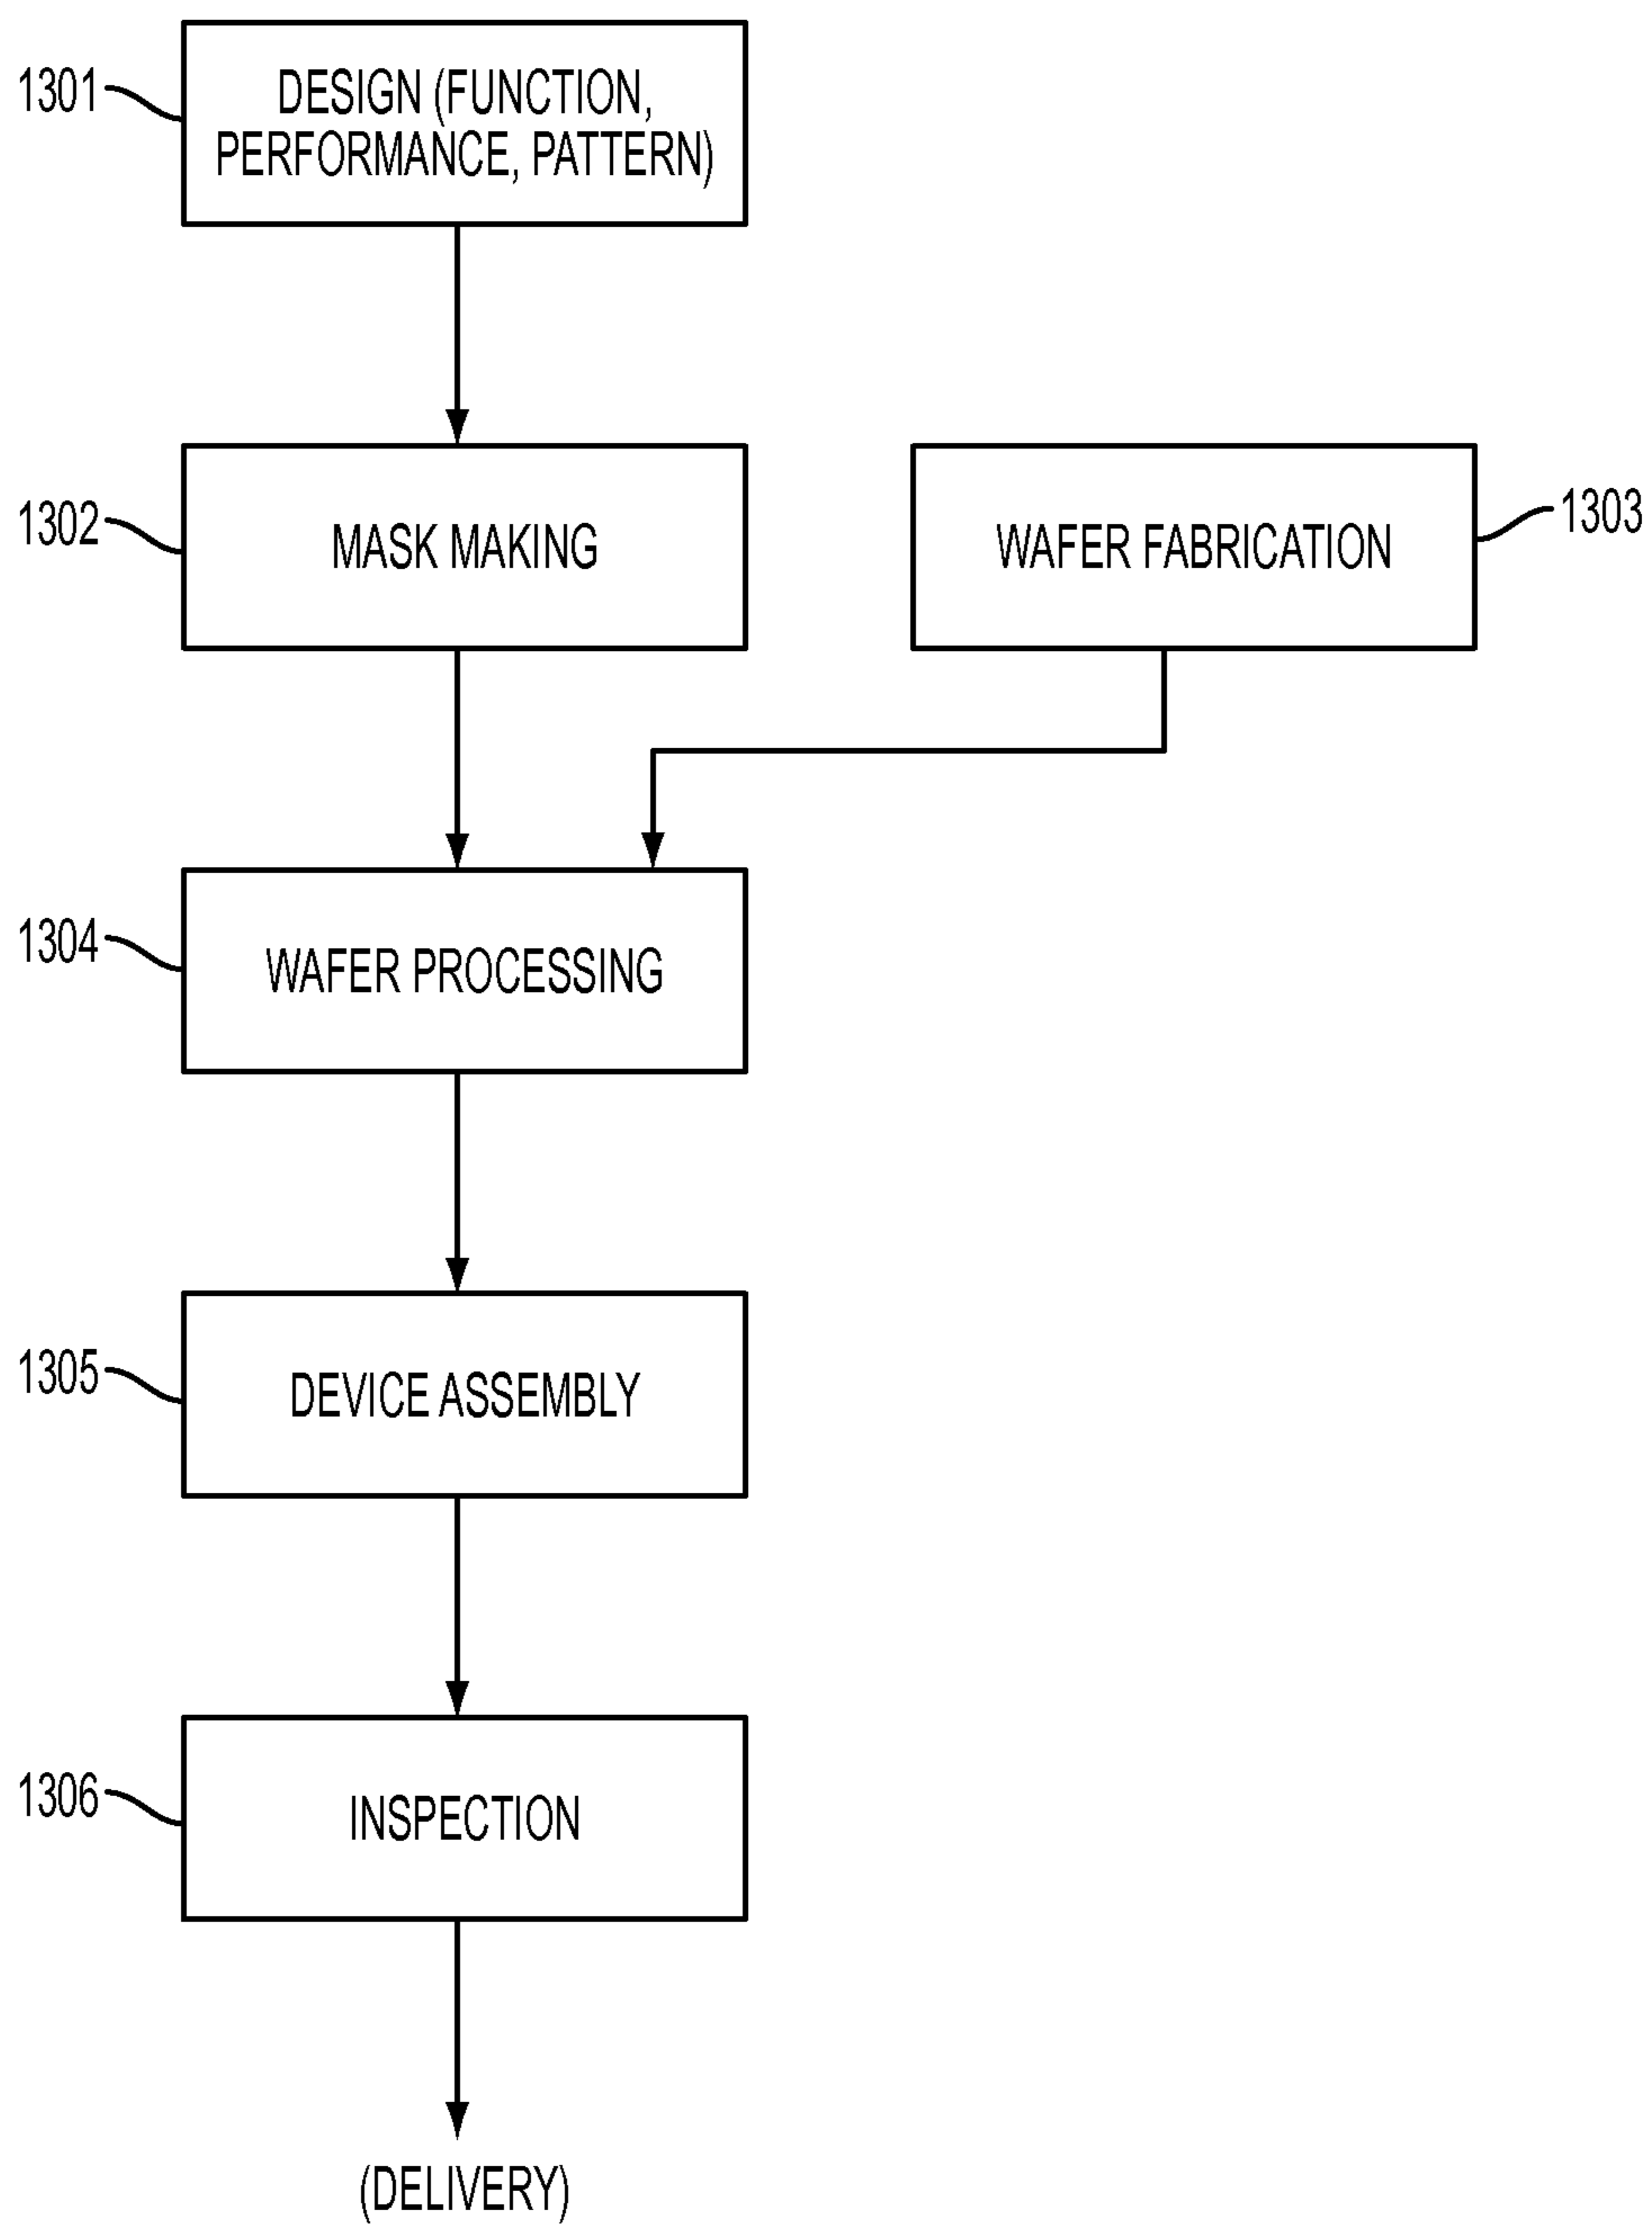 1301
DESIGN (FUNCTION,
PERFORMANCE, PATTERN)
1302
MASK MAKING
WAFER FABRICATION
1303
1304
WAFER PROCESSING
1305
DEVICE ASSEMBLY
1306
INSPECTION
(DELIVERY)